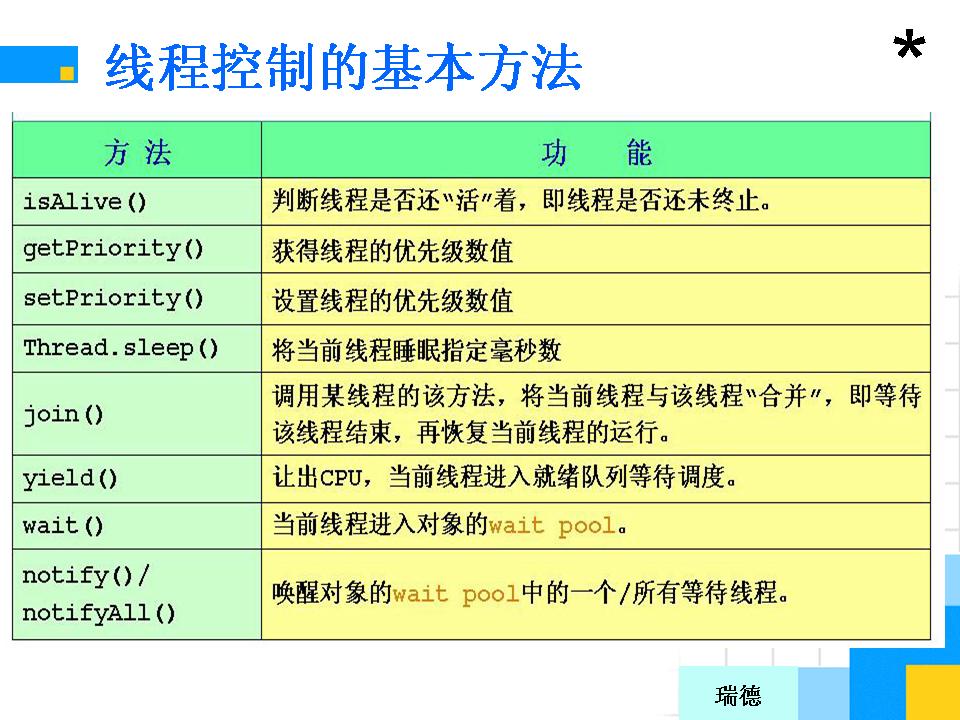 线程控制的基本方法
*
方 法 功 能
isAlive() 判断线程是否还“活”着，即线程是否还未终止。
getPriority() 获得线程的优先级数值
setPriority() 设置线程的优先级数值
Thread.sleep() 将当前线程睡眠指定毫秒数
join() 调用某线程的该方法，将当前线程与该线程“合并”，即等待
该线程结束，再恢复当前线程的运行。
yield() 让出CPU，当前线程进入就绪队列等待调度。
wait() 当前线程进入对象的wait pool。
notify()/
notifyAll() 唤醒对象的wait pool中的一个/所有等待线程。
瑞德